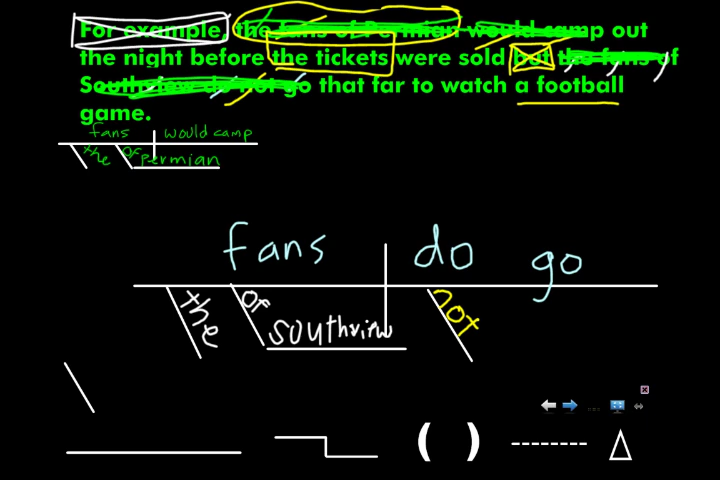 For example, the fans of Permian would camp out
the night before the tickets were sold but the fans of
Southview do not go that far to watch a football
game.
fans would camp
the of permian
fans do go
the of southview not
( )